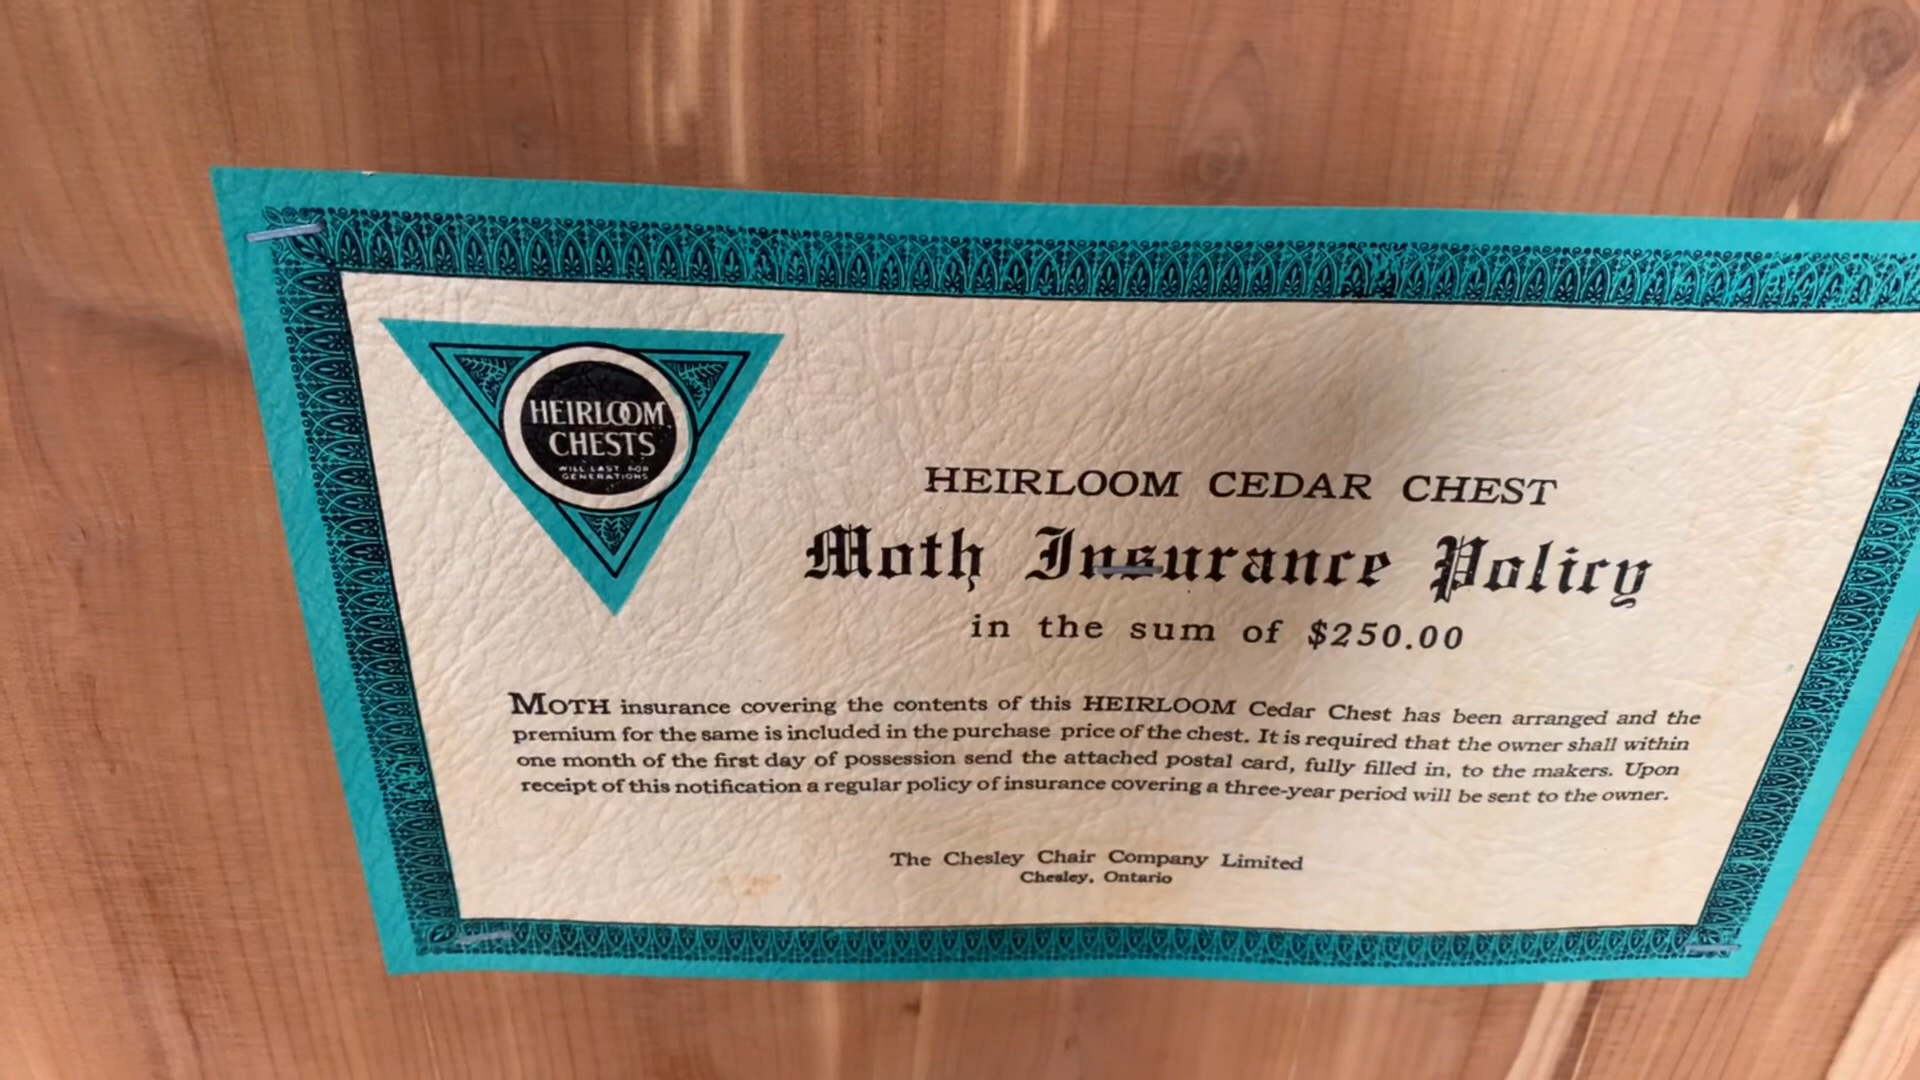 HEIRLOOM
CHESTS
WILL LAST FOR
GENERATIONS
HEIRLOOM CEDAR CHEST
Moth Insurance Policy
in the sum of $250.00
MOTH insurance covering the contents of this HEIRLOOM Cedar Chest has been arranged and the
premium for the same is included in the purchase price of the chest. It is required that the owner shall within
one month of the first day of possession send the attached postal card, fully filled in, to the makers. Upon
receipt of this notification a regular policy of insurance covering a three-year period will be sent to the owner.
The Chesley Chair Company Limited
Chesley, Ontario